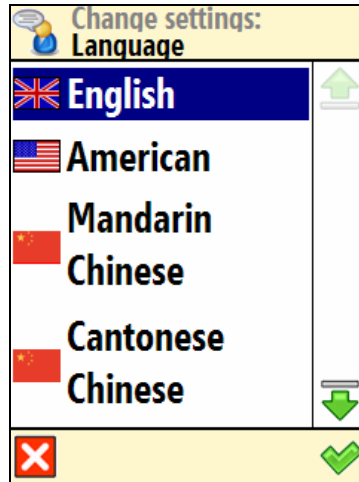 Change settings:
Language
English
American
Mandarin
Chinese
Cantonese
Chinese